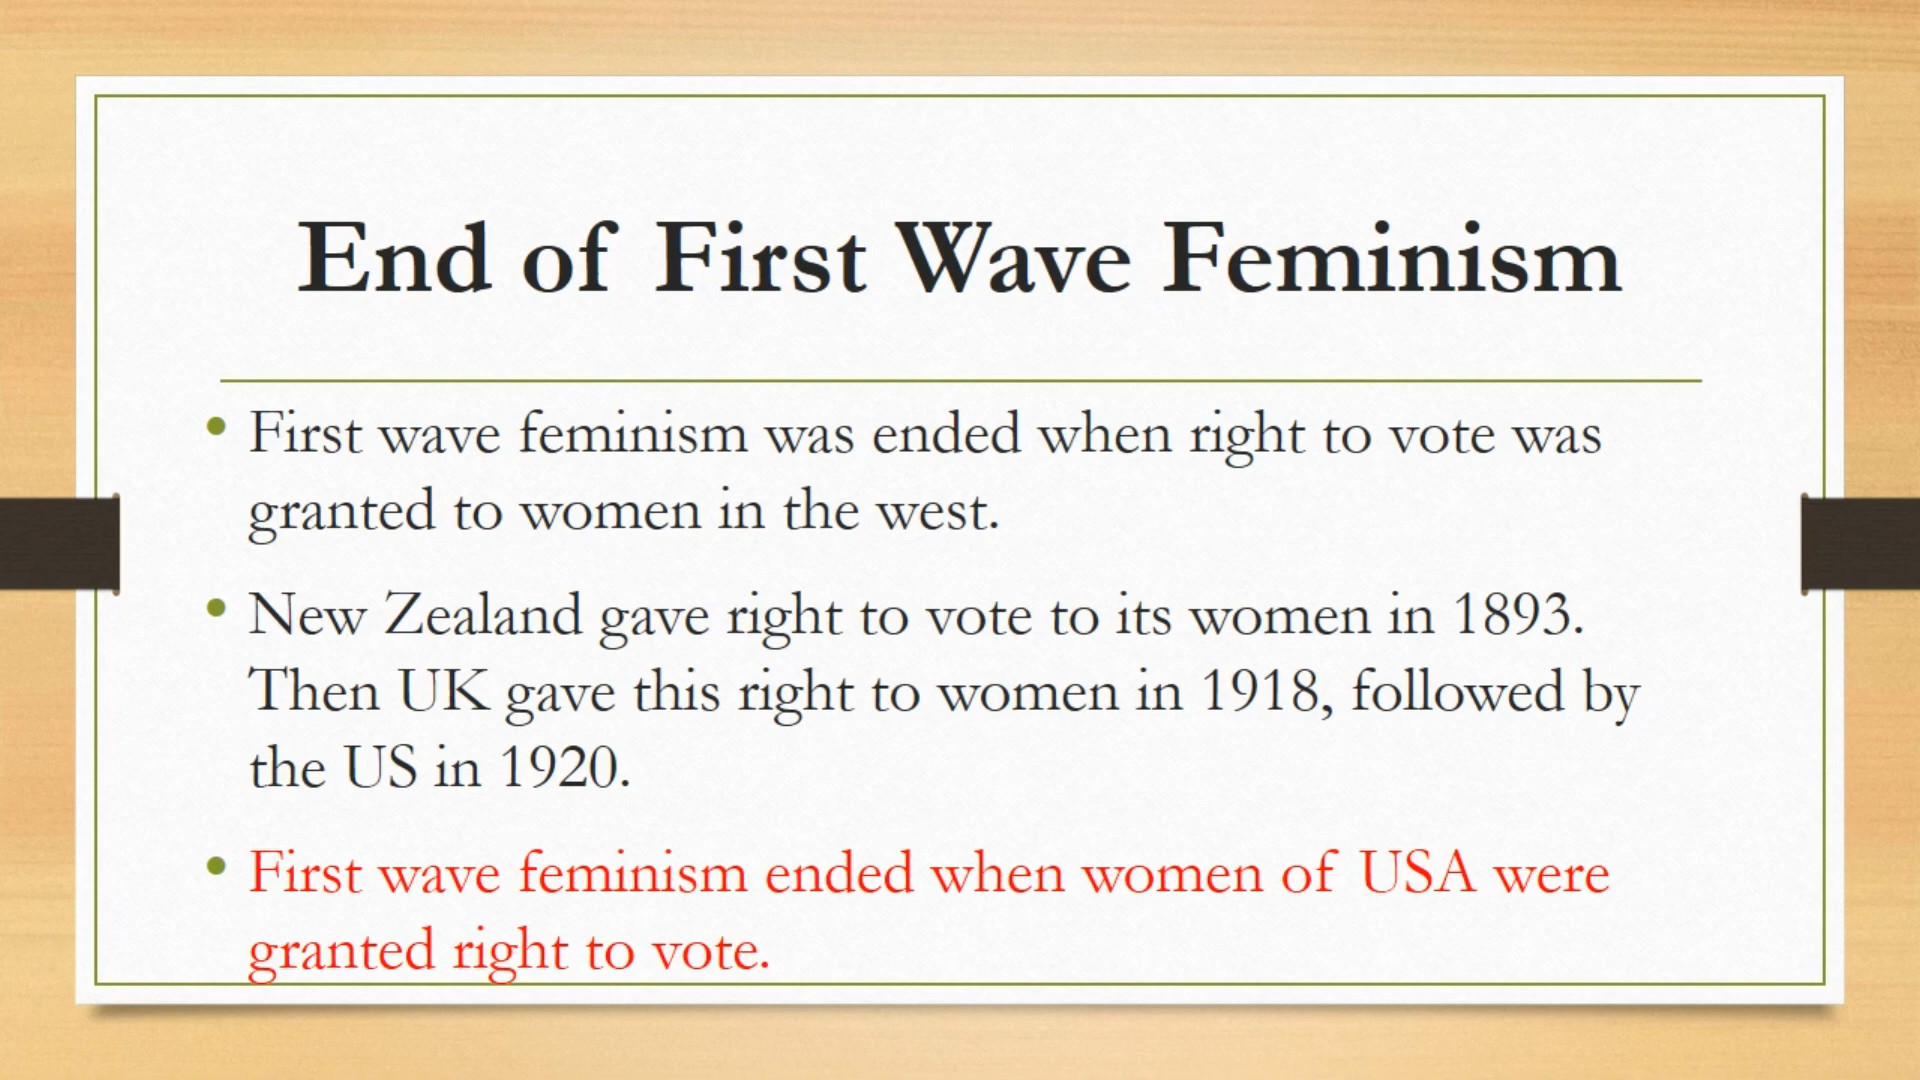 End of First Wave Feminism
• First wave feminism was ended when right to vote was
granted to women in the west.
• New Zealand gave right to vote to its women in 1893.
Then UK gave this right to women in 1918, followed by
the US in 1920.
• First wave feminism ended when women of USA were
granted right to vote.